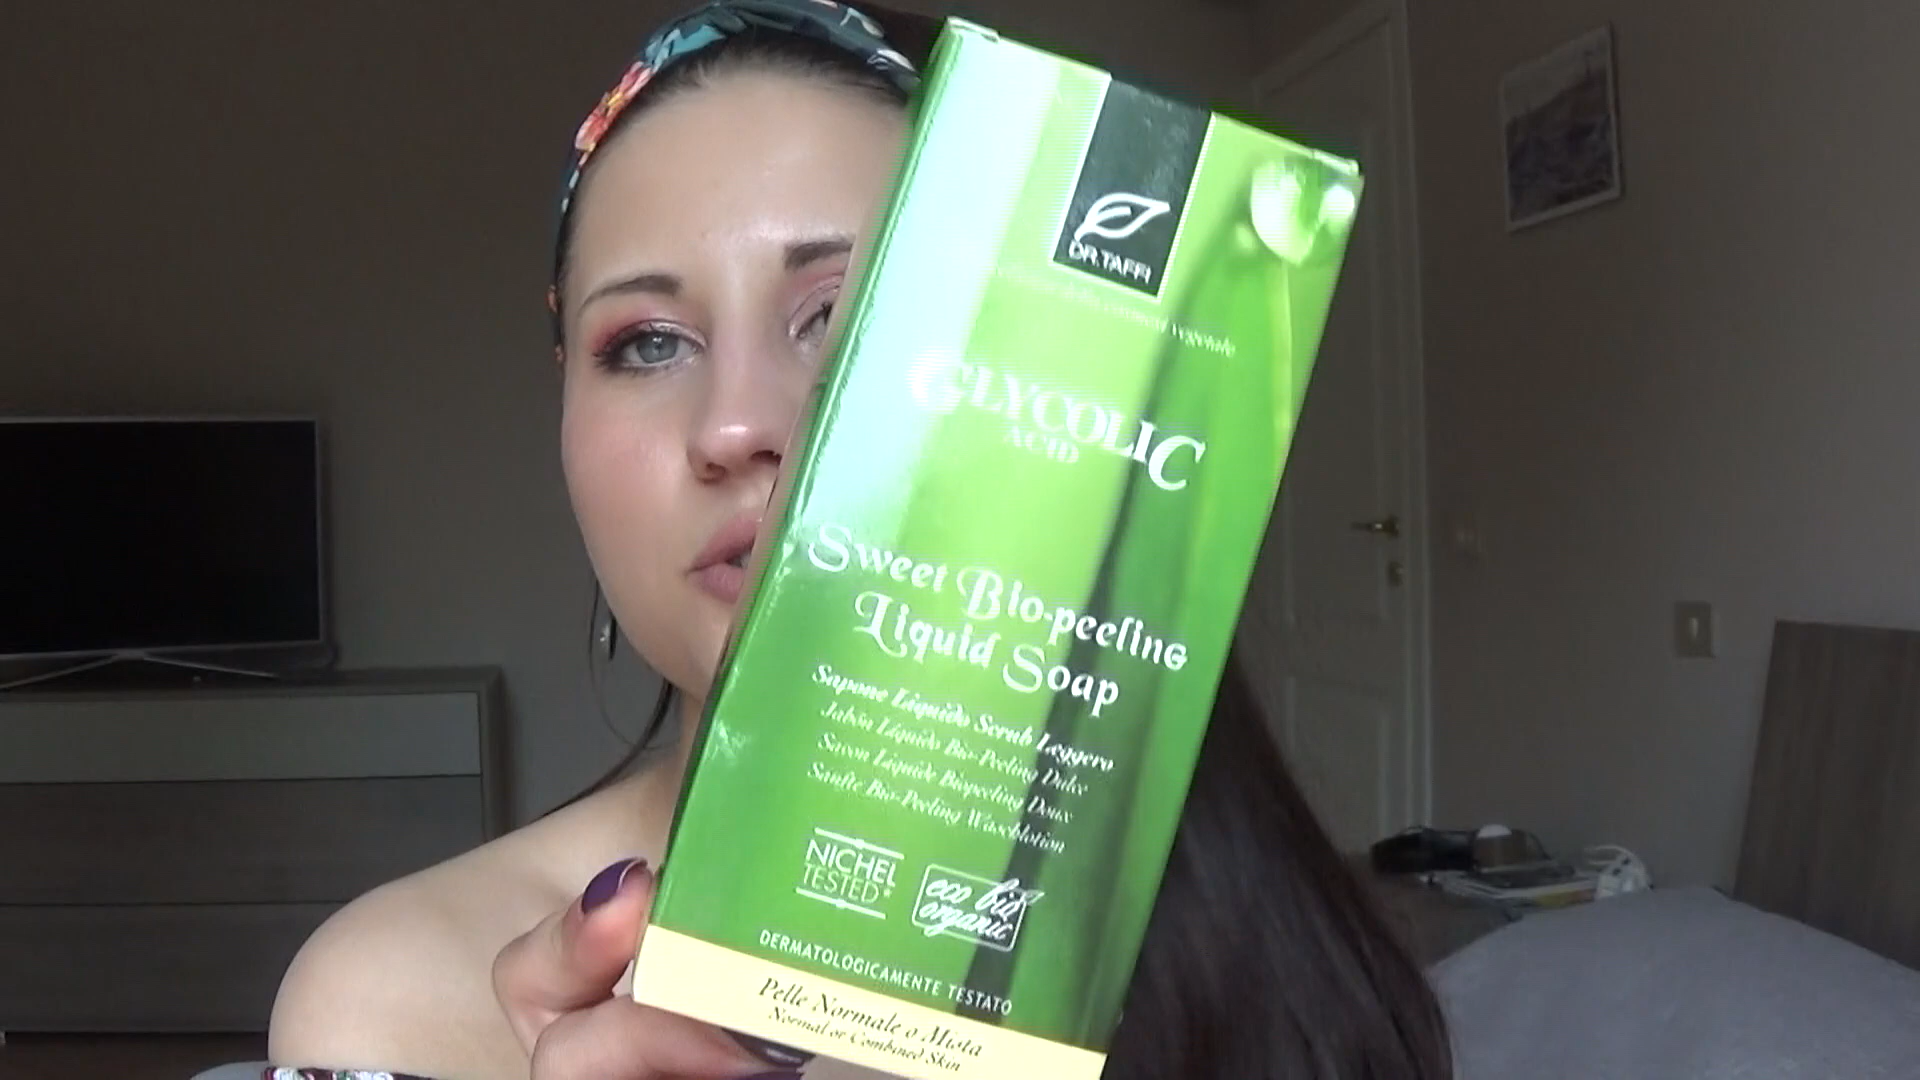 DR.TAFFI
vegetale
GLYCOLIC
ACID
Sweet Bio-peeling
Liquid Soap
Sapone Liquido Scrub Leggero
Jabón Líquido Bio-Peeling Dulce
Savon Liquide Biopeeling Doux
Sanfte Bio-Peeling Waschlotion
NICHEL
TESTED*
eco bio
organic
DERMATOLOGICAMENTE TESTATO
Pelle Normale o Mista
Normal or Combined Skin